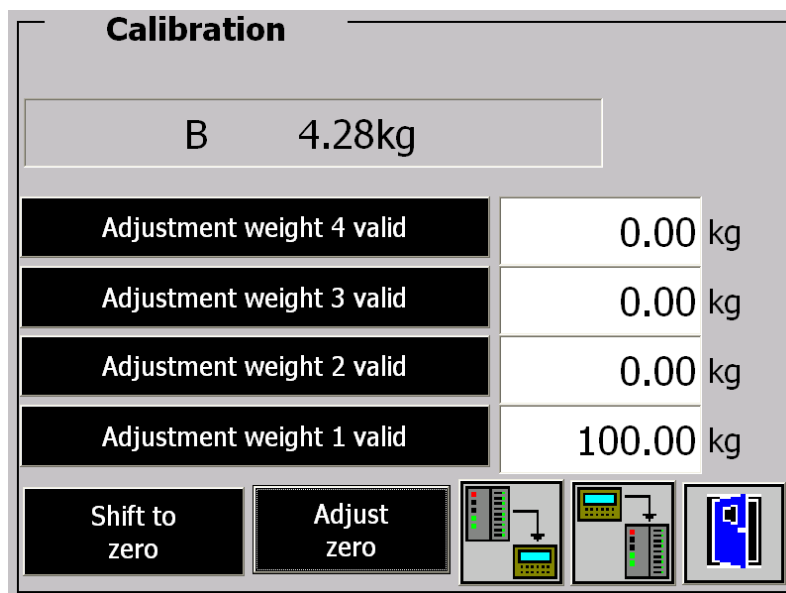 Calibration
B 4.28kg
Adjustment weight 4 valid 0.00 kg
Adjustment weight 3 valid 0.00 kg
Adjustment weight 2 valid 0.00 kg
Adjustment weight 1 valid 100.00 kg
Shift to
zero
Adjust
zero